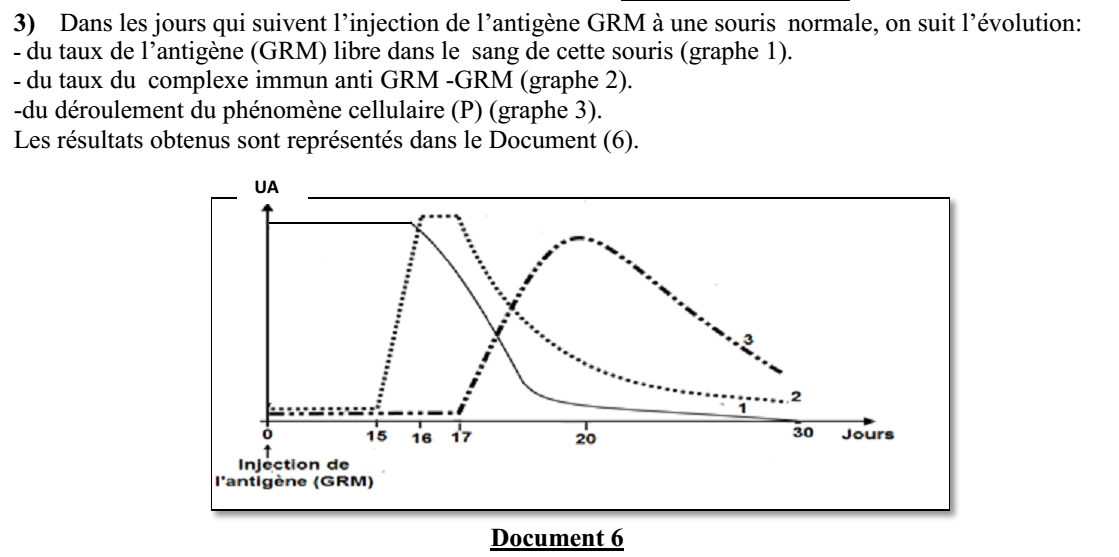 3) Dans les jours qui suivent l’injection de l’antigène GRM à une souris normale, on suit l’évolution:
- du taux de l’antigène (GRM) libre dans le sang de cette souris (graphe 1).
- du taux du complexe immun anti GRM -GRM (graphe 2).
-du déroulement du phénomène cellulaire (P) (graphe 3).
Les résultats obtenus sont représentés dans le Document (6).
UA
3
2
1
0 15 16 17 20 30 Jours
Injection de
l'antigène (GRM)
Document 6